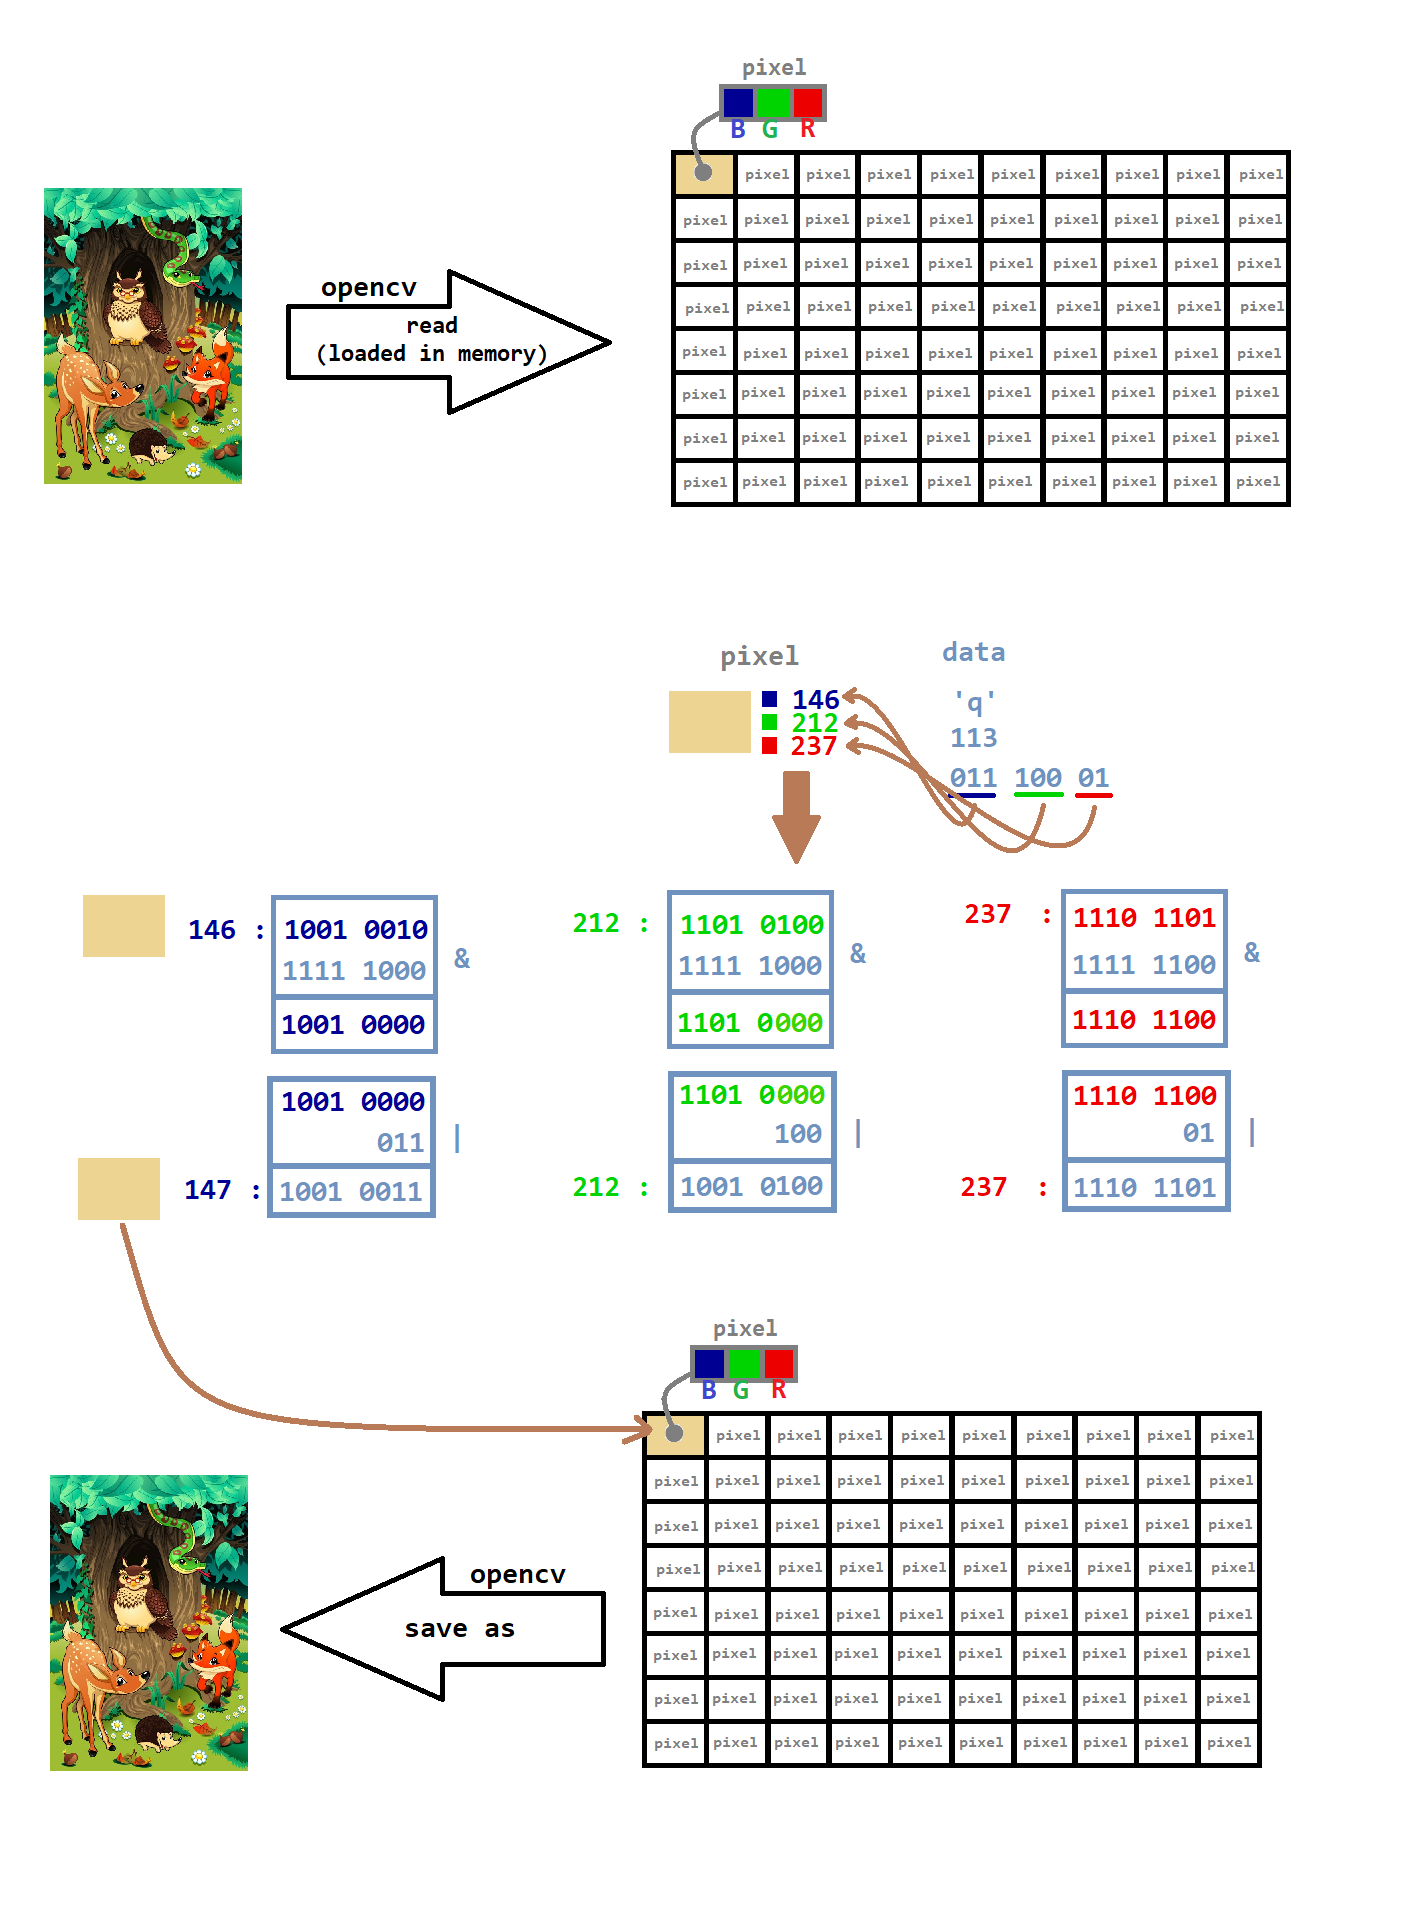 pixel
B G R
pixel pixel pixel pixel pixel pixel pixel pixel pixel
pixel pixel pixel pixel pixel pixel pixel pixel pixel pixel
pixel pixel pixel pixel pixel pixel pixel pixel pixel pixel
pixel pixel pixel pixel pixel pixel pixel pixel pixel pixel
pixel pixel pixel pixel pixel pixel pixel pixel pixel pixel
pixel pixel pixel pixel pixel pixel pixel pixel pixel pixel
pixel pixel pixel pixel pixel pixel pixel pixel pixel pixel
pixel pixel pixel pixel pixel pixel pixel pixel pixel pixel
opencv
read
(loaded in memory)
pixel
146
212
237
data
'q'
113
011 100 01
146 : 1001 0010
1111 1000 &
1001 0000
212 : 1101 0100
1111 1000 &
1101 0000
237 : 1110 1101
1111 1100 &
1110 1100
1001 0000
011 |
147 : 1001 0011
1101 0000
100 |
212 : 1001 0100
1110 1100
01 |
237 : 1110 1101
pixel
B G R
pixel pixel pixel pixel pixel pixel pixel pixel pixel
pixel pixel pixel pixel pixel pixel pixel pixel pixel pixel
pixel pixel pixel pixel pixel pixel pixel pixel pixel pixel
pixel pixel pixel pixel pixel pixel pixel pixel pixel pixel
pixel pixel pixel pixel pixel pixel pixel pixel pixel pixel
pixel pixel pixel pixel pixel pixel pixel pixel pixel pixel
pixel pixel pixel pixel pixel pixel pixel pixel pixel pixel
pixel pixel pixel pixel pixel pixel pixel pixel pixel pixel
opencv
save as